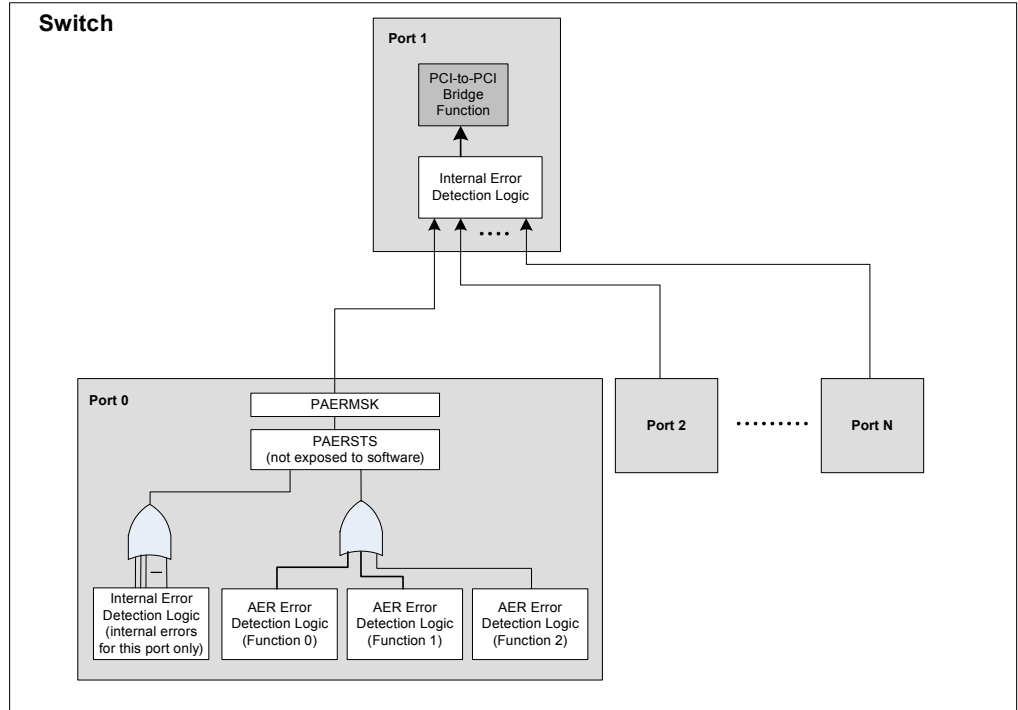 Switch
Port 1
PCI-to-PCI
Bridge
Function
Internal Error
Detection Logic
Port 0
PAERMSK
PAERSTS
(not exposed to software)
Internal Error
Detection Logic
(internal errors
for this port only)
AER Error
Detection Logic
(Function 0)
AER Error
Detection Logic
(Function 1)
AER Error
Detection Logic
(Function 2)
Port 2
Port N